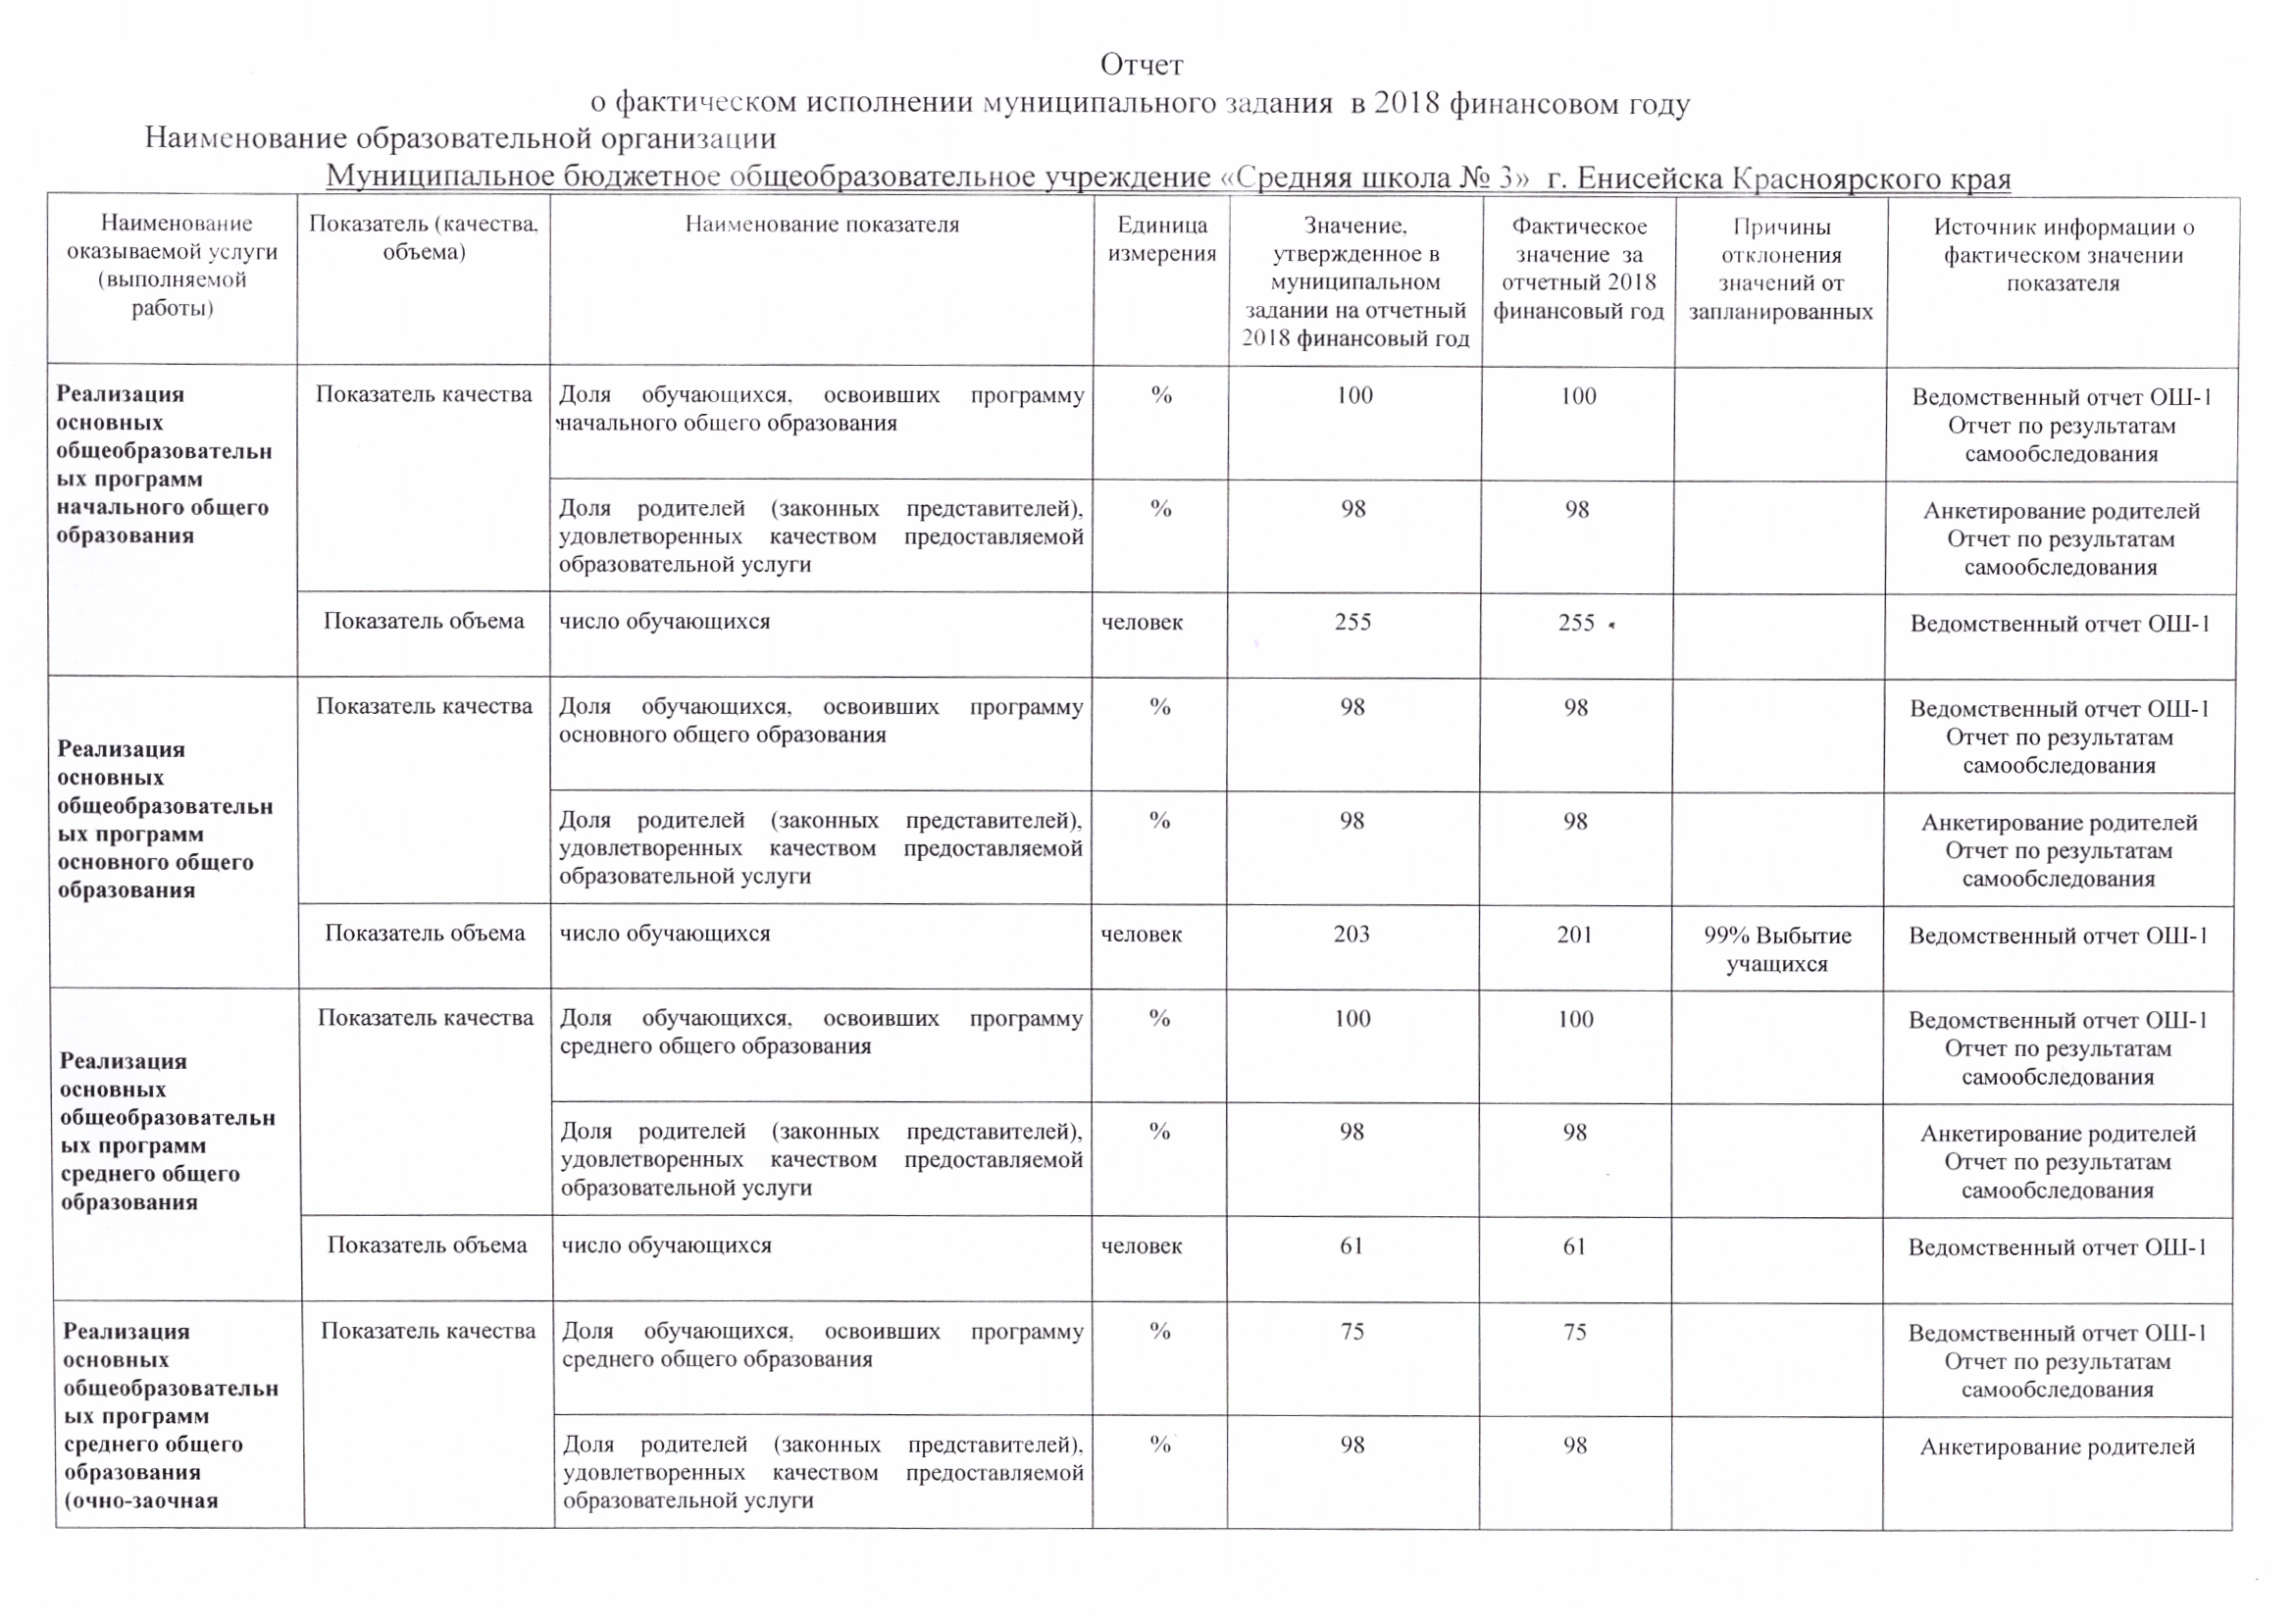 Отчет
о фактическом исполнении муниципального задания в 2018 финансовом году
Наименование образовательной организации
Муниципальное бюджетное общеобразовательное учреждение «Средняя школа № 3» г. Енисейска Красноярского края
Наименование
оказываемой услуги
(выполняемой
работы)
Показатель (качества,
объема)
Наименование показателя
Единица
измерения
Значение,
утвержденное в
муниципальном
задании на отчетный
2018 финансовый год
Фактическое
значение за
отчетный 2018
финансовый год
Причины
отклонения
значений от
запланированных
Источник информации о
фактическом значении
показателя
Реализация
основных
общеобразовательн
ых программ
начального общего
образования
Показатель качества
Доля обучающихся, освоивших программу
начального общего образования
%
100
100
Ведомственный отчет ОШ-1
Отчет по результатам
самообследования
Доля родителей (законных представителей),
удовлетворенных качеством предоставляемой
образовательной услуги
%
98
98
Анкетирование родителей
Отчет по результатам
самообследования
Показатель объема
число обучающихся
человек
255
255
Ведомственный отчет ОШ-1
Реализация
основных
общеобразовательн
ых программ
основного общего
образования
Показатель качества
Доля обучающихся, освоивших программу
основного общего образования
%
98
98
Ведомственный отчет ОШ-1
Отчет по результатам
самообследования
Доля родителей (законных представителей),
удовлетворенных качеством предоставляемой
образовательной услуги
%
98
98
Анкетирование родителей
Отчет по результатам
самообследования
Показатель объема
число обучающихся
человек
203
201
99% Выбытие
учащихся
Ведомственный отчет ОШ-1
Реализация
основных
общеобразовательн
ых программ
среднего общего
образования
Показатель качества
Доля обучающихся, освоивших программу
среднего общего образования
%
100
100
Ведомственный отчет ОШ-1
Отчет по результатам
самообследования
Доля родителей (законных представителей),
удовлетворенных качеством предоставляемой
образовательной услуги
%
98
98
Анкетирование родителей
Отчет по результатам
самообследования
Показатель объема
число обучающихся
человек
61
61
Ведомственный отчет ОШ-1
Реализация
основных
общеобразовательн
ых программ
среднего общего
образования
(очно-заочная
Показатель качества
Доля обучающихся, освоивших программу
среднего общего образования
%
75
75
Ведомственный отчет ОШ-1
Отчет по результатам
самообследования
Доля родителей (законных представителей),
удовлетворенных качеством предоставляемой
образовательной услуги
%
98
98
Анкетирование родителей